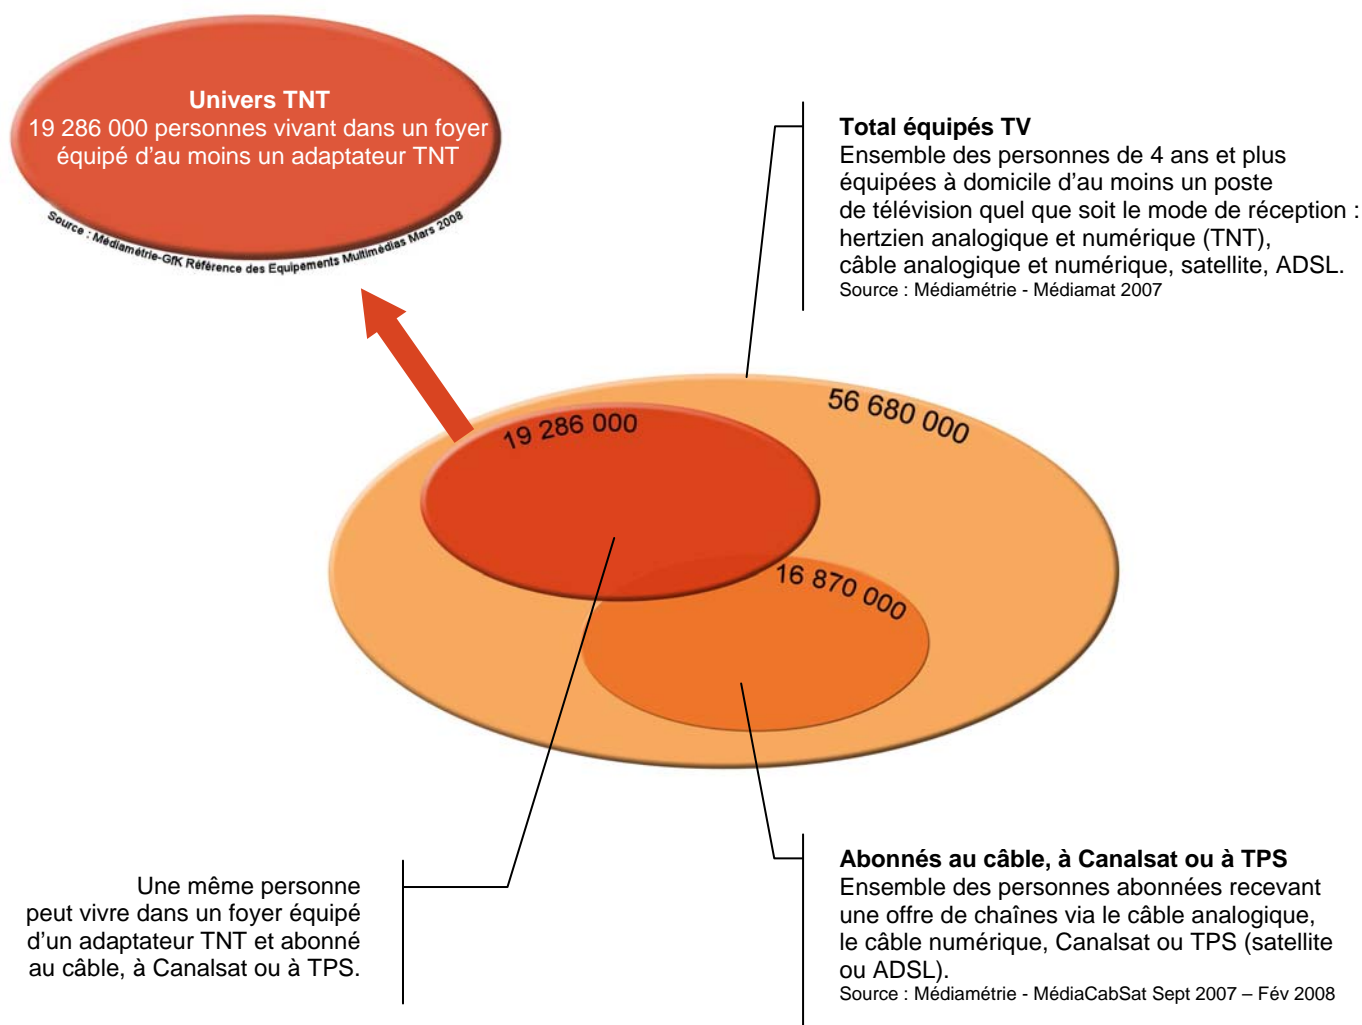 Univers TNT
19 286 000 personnes vivant dans un foyer
équipé d'au moins un adaptateur TNT
Source : Médiamétrie-GfK Référence des Equipements Multimédias Mars 2008
Total équipés TV
Ensemble des personnes de 4 ans et plus
équipées à domicile d'au moins un poste
de télévision quel que soit le mode de réception :
hertzien analogique et numérique (TNT),
câble analogique et numérique, satellite, ADSL.
Source : Médiamétrie - Médiamat 2007
56 680 000
19 286 000
16 870 000
Une même personne
peut vivre dans un foyer équipé
d'un adaptateur TNT et abonné
au câble, à Canalsat ou à TPS.
Abonnés au câble, à Canalsat ou à TPS
Ensemble des personnes abonnées recevant
une offre de chaînes via le câble analogique,
le câble numérique, Canalsat ou TPS (satellite
ou ADSL).
Source : Médiamétrie - MédiaCabSat Sept 2007 – Fév 2008